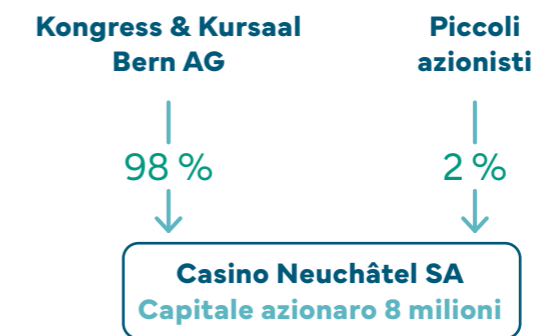 Kongress & Kursaal
Bern AG
Piccoli
azionisti
98 %
2 %
Casino Neuchâtel SA
Capitale azionaro 8 milioni